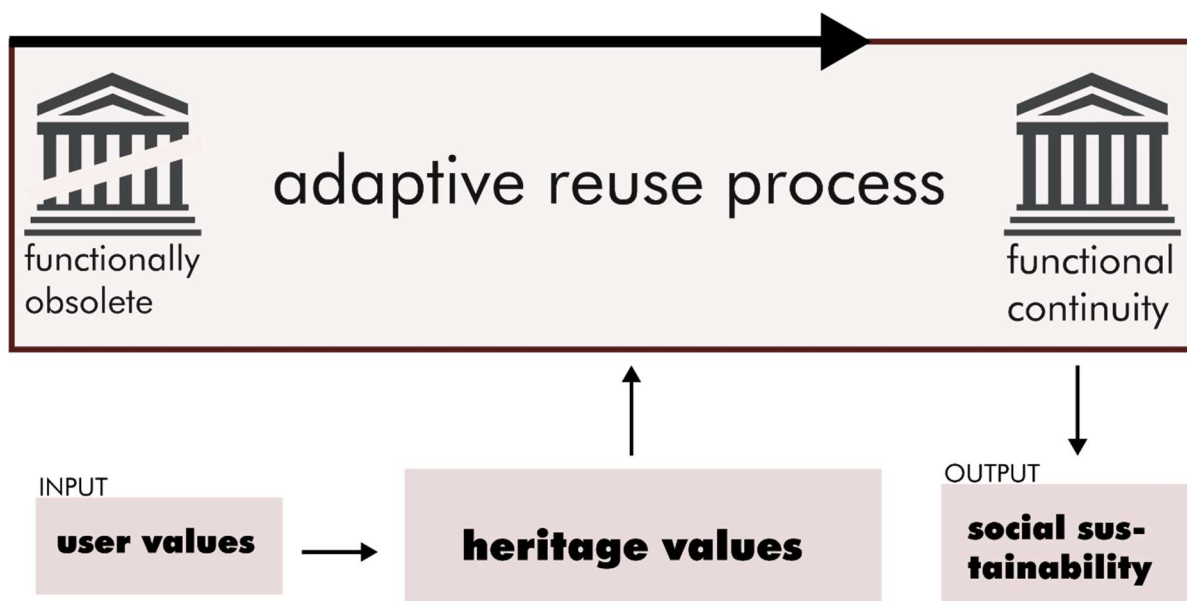 adaptive reuse process
functionally
obsolete
functional
continuity
INPUT
user values
heritage values
OUTPUT
social sus-
tainability